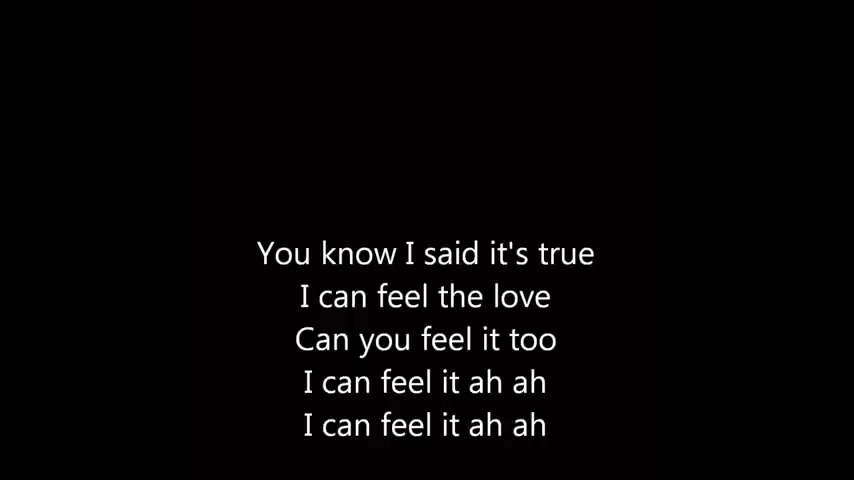 You know I said it's true
I can feel the love
Can you feel it too
I can feel it ah ah
I can feel it ah ah